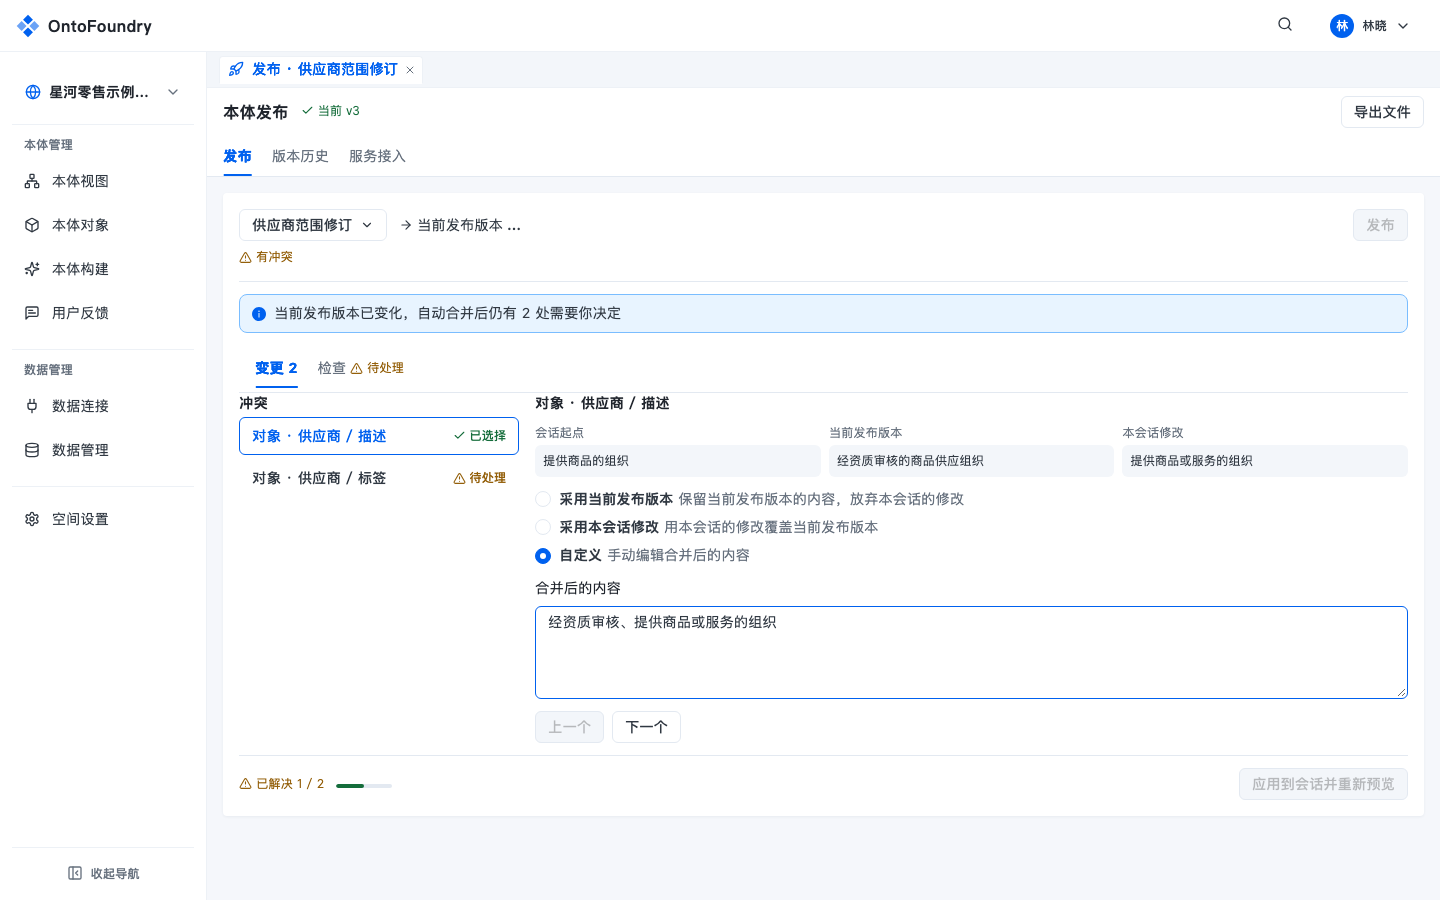 OntoFoundry
林 林晓
星河零售示例...
本体管理
本体视图
本体对象
本体构建
用户反馈
数据管理
数据连接
数据管理
空间设置
收起导航
发布 · 供应商范围修订
本体发布 当前 v3
导出文件
发布 版本历史 服务接入
供应商范围修订 → 当前发布版本 ...
发布
有冲突
当前发布版本已变化，自动合并后仍有 2 处需要你决定
变更 2 检查 待处理
冲突
对象 · 供应商 / 描述 已选择
对象 · 供应商 / 标签 待处理
对象 · 供应商 / 描述
会话起点 当前发布版本 本会话修改
提供商品的组织 经资质审核的商品供应组织 提供商品或服务的组织
采用当前发布版本 保留当前发布版本的内容，放弃本会话的修改
采用本会话修改 用本会话的修改覆盖当前发布版本
自定义 手动编辑合并后的内容
合并后的内容
经资质审核、提供商品或服务的组织
上一个 下一个
已解决 1 / 2
应用到会话并重新预览